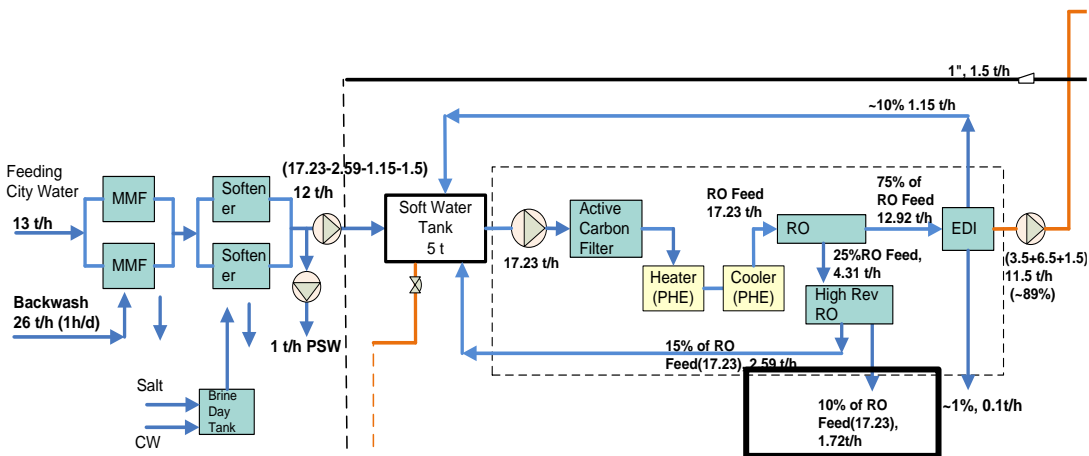 1", 1.5 t/h
~10% 1.15 t/h
Feeding
City Water
13 t/h
MMF
MMF
Soften
er
Soften
er
(17.23-2.59-1.15-1.5)
12 t/h
Soft Water
Tank
5 t
17.23 t/h
Active
Carbon
Filter
RO Feed
17.23 t/h
75% of
RO Feed
12.92 t/h
RO
EDI
25%RO Feed,
4.31 t/h
Heater
(PHE)
Cooler
(PHE)
High Rev
RO
(3.5+6.5+1.5)
11.5 t/h
(~89%)
Backwash
26 t/h (1h/d)
1 t/h PSW
15% of RO
Feed(17.23), 2.59 t/h
Salt
CW
Brine
Day
Tank
10% of RO
Feed(17.23),
1.72t/h
~1%, 0.1t/h